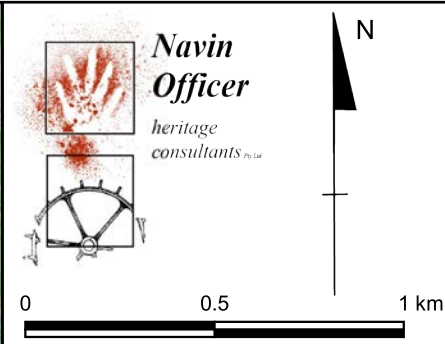 Navin
Officer
heritage
consultants Pty Ltd
N
0 0.5 1 km